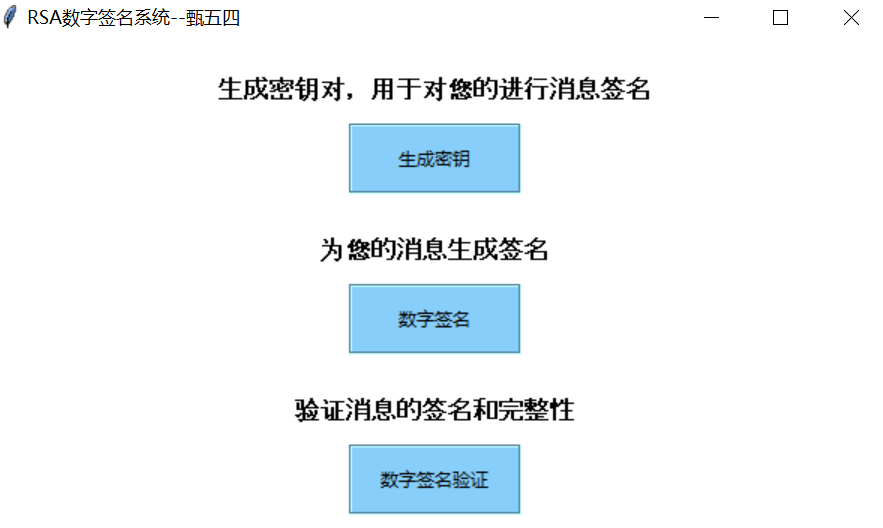 RSA数字签名系统--甄五四
生成密钥对，用于对您的进行消息签名
生成密钥
为您的消息生成签名
数字签名
验证消息的签名和完整性
数字签名验证